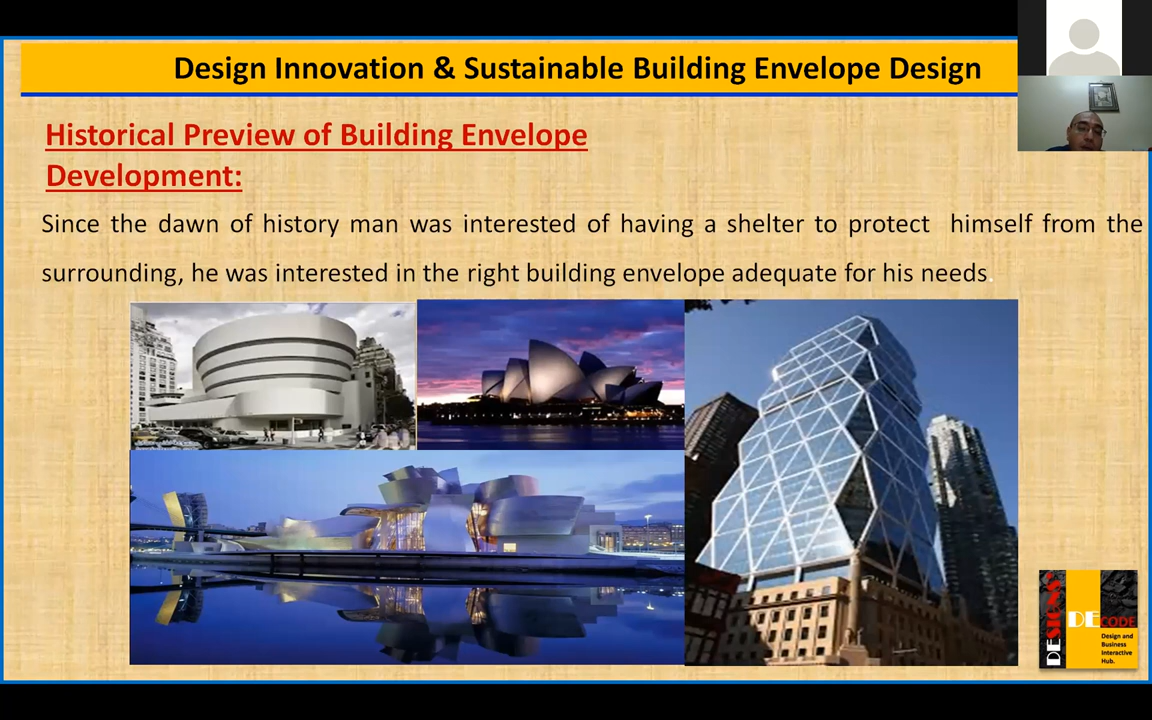 Design Innovation & Sustainable Building Envelope Design
Historical Preview of Building Envelope
Development:
Since the dawn of history man was interested of having a shelter to protect himself from the
surrounding, he was interested in the right building envelope adequate for his needs.
DESIGNS'
DECODE
Design and
Business
Interactive
Hub.